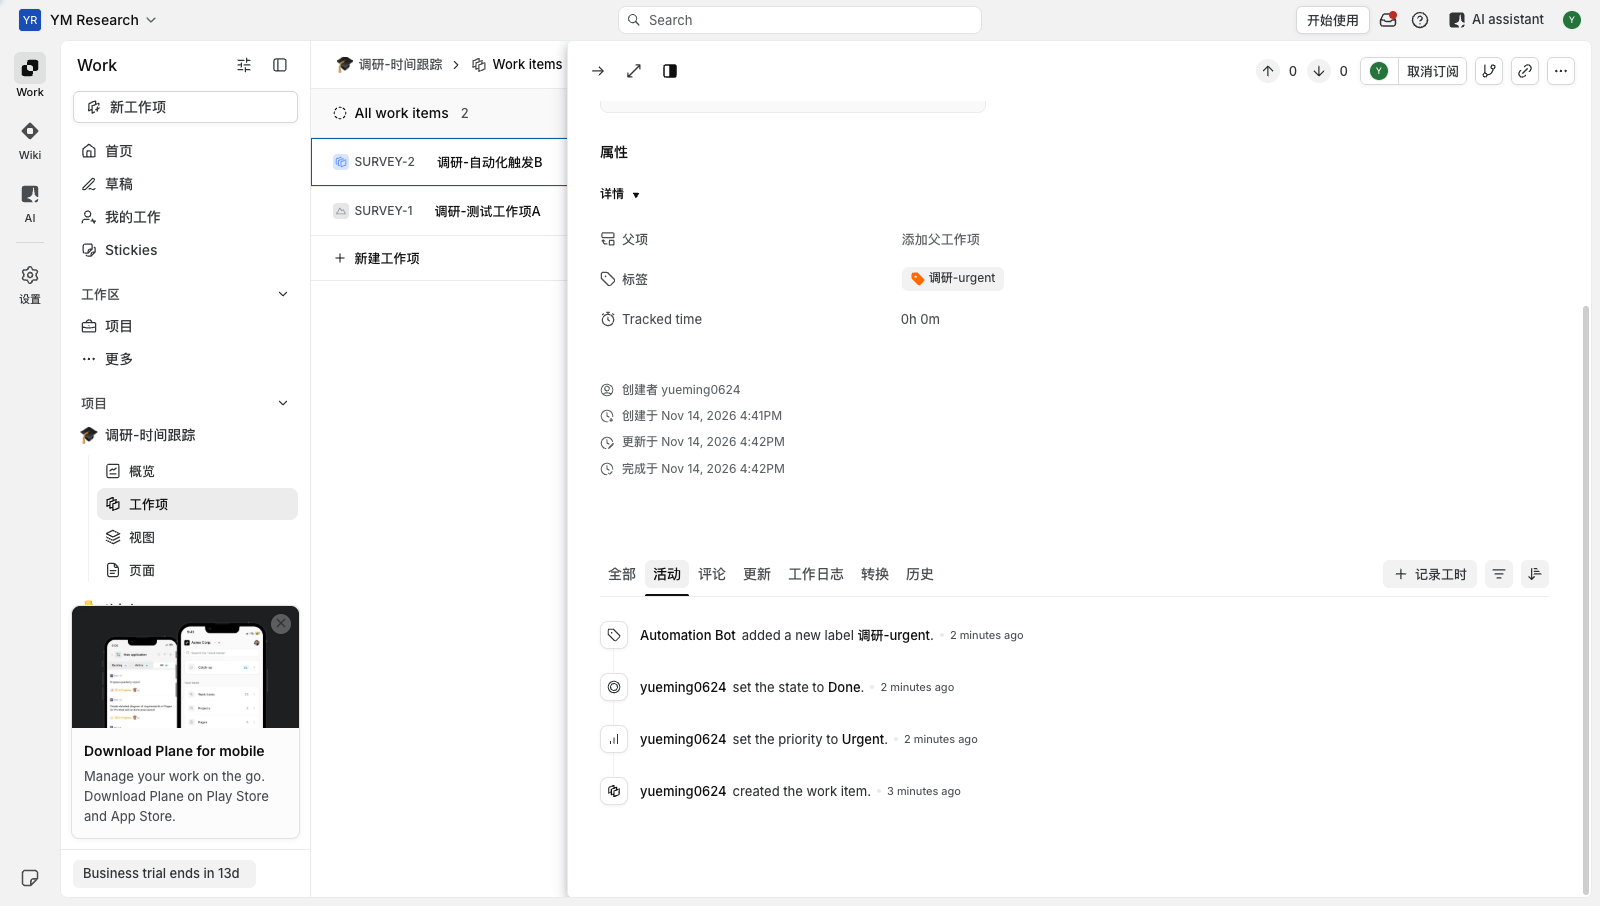 YR YM Research
Search
开始使用
AI assistant
Y
Work
Wiki
AI
设置
Work
新工作项
首页
草稿
我的工作
Stickies
工作区
项目
更多
项目
调研-时间跟踪
概览
工作项
视图
页面
Download Plane for mobile
Manage your work on the go.
Download Plane on Play Store
and App Store.
Business trial ends in 13d
调研-时间跟踪 > Work items
All work items 2
SURVEY-2 调研-自动化触发B
SURVEY-1 调研-测试工作项A
+ 新建工作项
0 0 Y 取消订阅
属性
详情
父项 添加父工作项
标签 调研-urgent
Tracked time 0h 0m
创建者 yueming0624
创建于 Nov 14, 2026 4:41PM
更新于 Nov 14, 2026 4:42PM
完成于 Nov 14, 2026 4:42PM
全部 活动 评论 更新 工作日志 转换 历史 + 记录工时
Automation Bot added a new label 调研-urgent. 2 minutes ago
yueming0624 set the state to Done. 2 minutes ago
yueming0624 set the priority to Urgent. 2 minutes ago
yueming0624 created the work item. 3 minutes ago